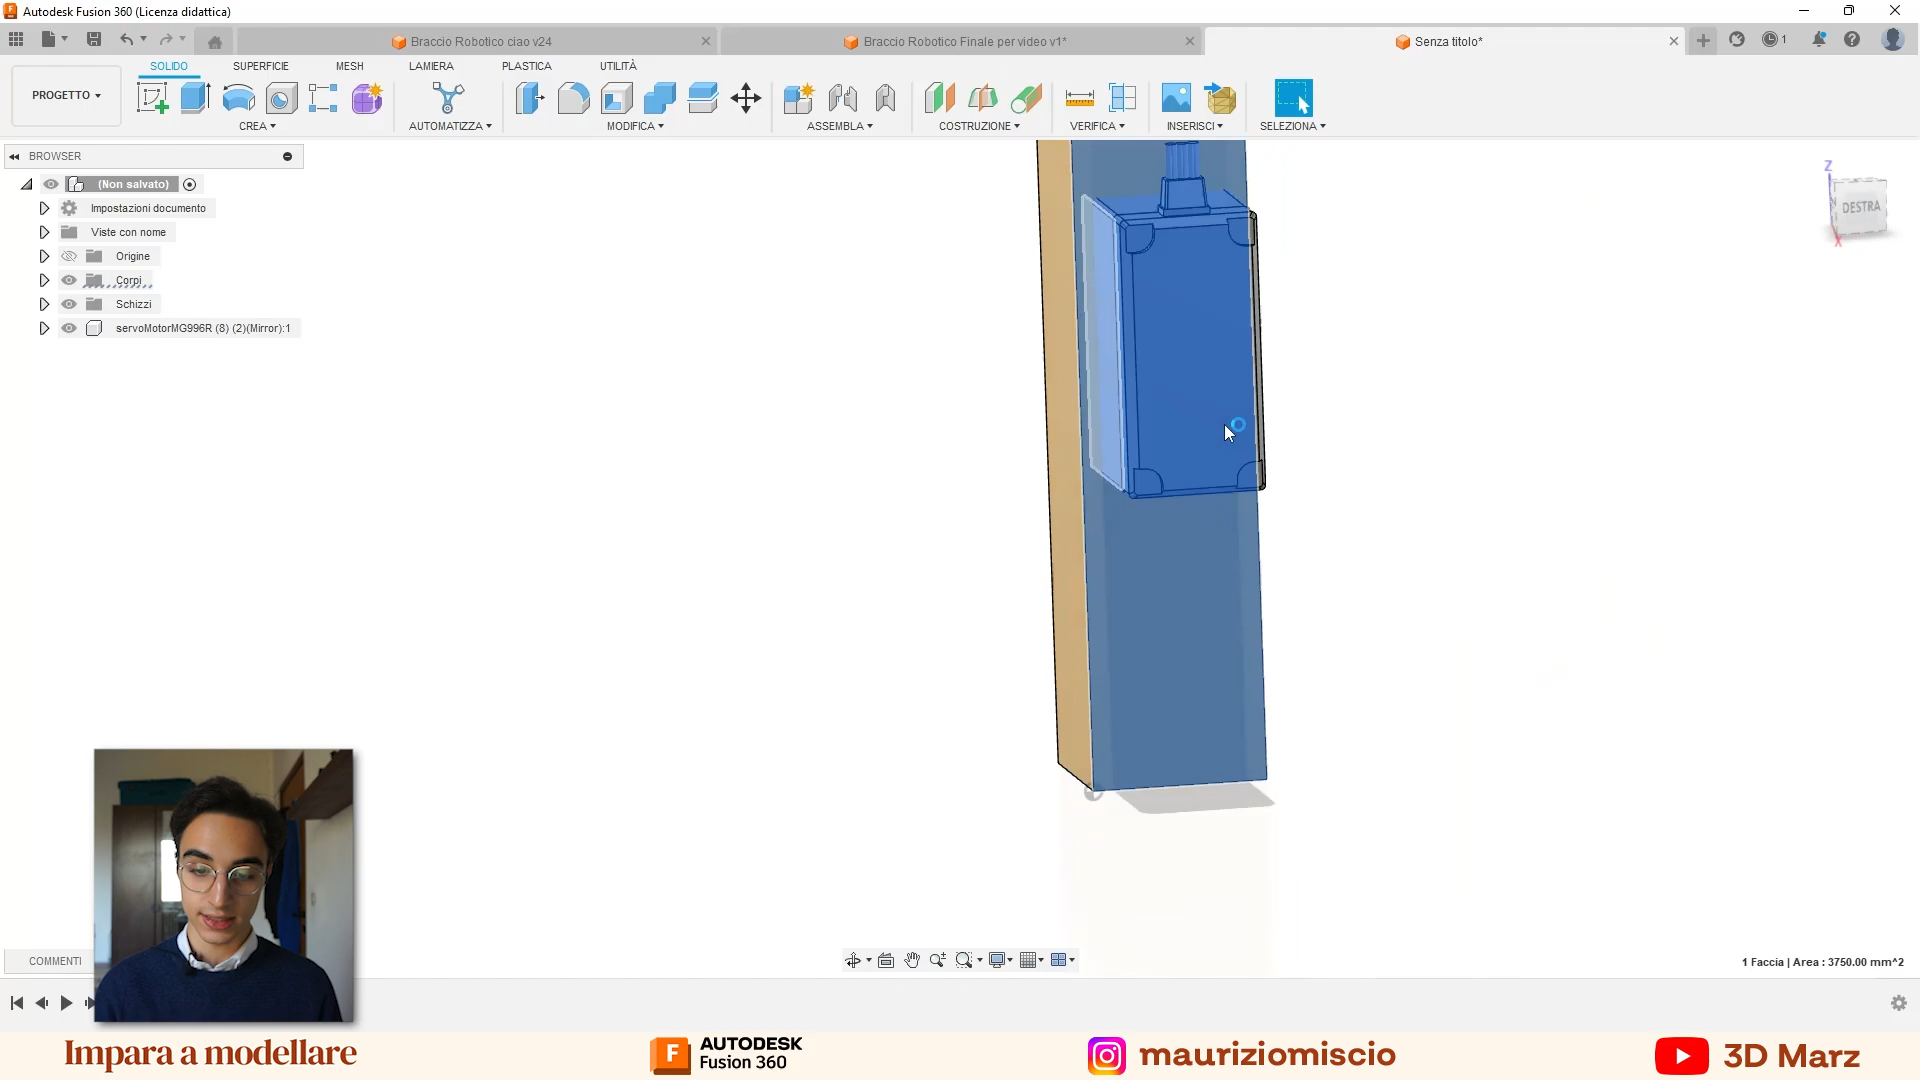 Autodesk Fusion 360 (Licenza didattica)
Braccio Robotico ciao v24
Braccio Robotico Finale per video v1*
Senza titolo*
1
SOLIDO
SUPERFICIE
MESH
LAMIERA
PLASTICA
UTILITÀ
PROGETTO
CREA
AUTOMATIZZA
MODIFICA
ASSEMBLA
COSTRUZIONE
VERIFICA
INSERISCI
SELEZIONA
BROWSER
(Non salvato)
Impostazioni documento
Viste con nome
Origine
Corpi
Schizzi
servoMotorMG996R (8) (2)(Mirror):1
Z
DESTRA
X
COMMENTI
1 Faccia | Area : 3750.00 mm^2
Impara a modellare
F
AUTODESK
Fusion 360
mauriziomiscio
3D Marz